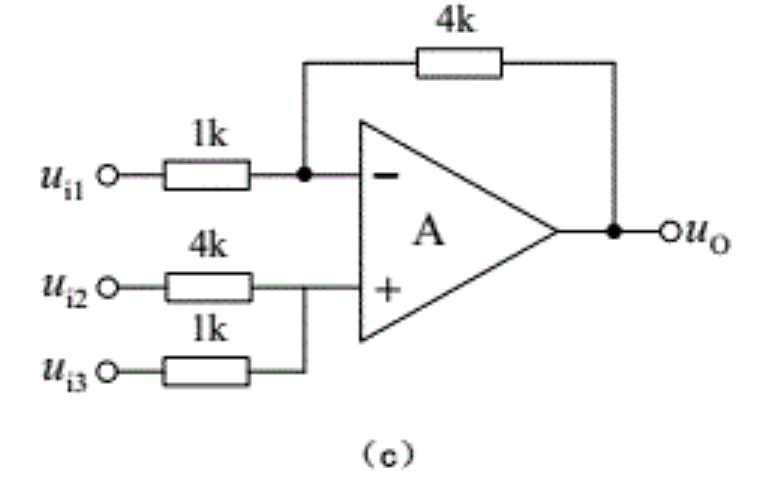 4k
1k
u_i1
−
A
u_O
4k
u_i2
+
1k
u_i3
(c)